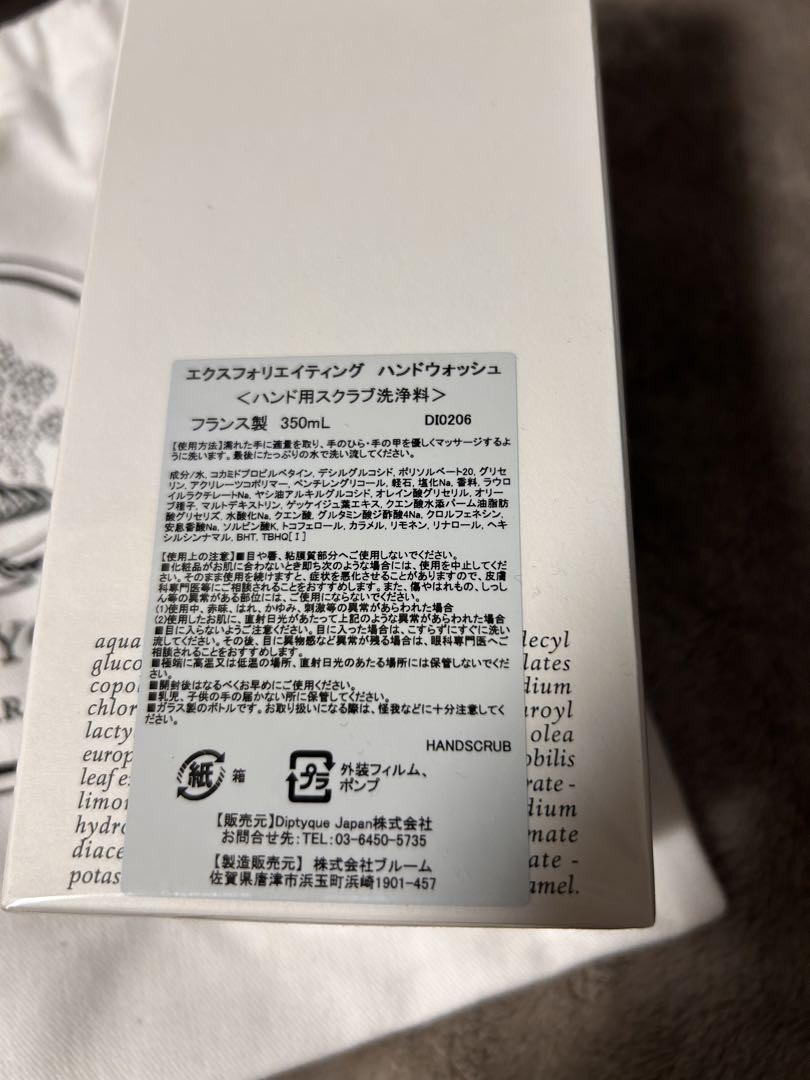 エクスフォリエイティング ハンドウォッシュ
＜ハンド用スクラブ洗浄料＞
フランス製 350mL DI0206
【使用方法】濡れた手に適量を取り、手のひら・手の甲を優しくマッサージするよ
うに洗います。最後にたっぷりの水で洗い流してください。
成分/水、コカミドプロピルベタイン、デシルグルコシド、ポリソルベート20、グリセ
リン、アクリレーツコポリマー、ペンチレングリコール、軽石、塩化Na、香料、ラウロ
イルラクチレートNa、ヤシ油アルキルグルコシド、オレイン酸グリセリル、オリー
ブ種子、マルトデキストリン、ゲッケイジュ葉エキス、クエン酸水添パーム油脂肪
酸グリセリズ、水酸化Na、クエン酸、グルタミン酸ジ酢酸4Na、クロルフェネシン、
安息香酸Na、ソルビン酸K、トコフェロール、カラメル、リモネン、リナロール、ヘキ
シルシンナマル、BHT、TBHQ[Ⅰ]
【使用上の注意】■目や唇、粘膜質部分へご使用しないでください。
■化粧品がお肌に合わないとき即ち次のような場合には、使用を中止してくだ
さい。そのまま使用を続けますと、症状を悪化させることがありますので、皮膚
科専門医等にご相談されることをおすすめします。また、傷やはれもの、しっし
ん等の異常がある部位には、ご使用にならないでください。
(1)使用中、赤味、はれ、かゆみ、刺激等の異常があらわれた場合
(2)使用したお肌に、直射日光があたって上記のような異常があらわれた場合
■目に入らないようご注意ください。目に入った場合は、こすらずにすぐに洗い
流してください。その後、目に異物感など異常が残る場合は、眼科専門医へご
相談されることをおすすめします。
■極端に高温又は低温の場所、直射日光のあたる場所には保管しないでくだ
さい。
■開封後はなるべくお早めにご使用ください。
■乳児、子供の手の届かない所に保管してください。
■ガラス製のボトルです。お取り扱いになる際は、怪我などに十分注意してく
ださい。
HANDSCRUB
紙 箱 プラ 外装フィルム、
ポンプ
【販売元】Diptyque Japan株式会社
お問合せ先：TEL：03-6450-5735
【製造販売元】 株式会社ブルーム
佐賀県唐津市浜玉町浜崎1901-457
aqua decyl
gluco lates
copol dium
chlor uroyl
lacty olea
europ obilis
leaf e rate -
limon dium
hydro mate
diace ate -
potas amel.